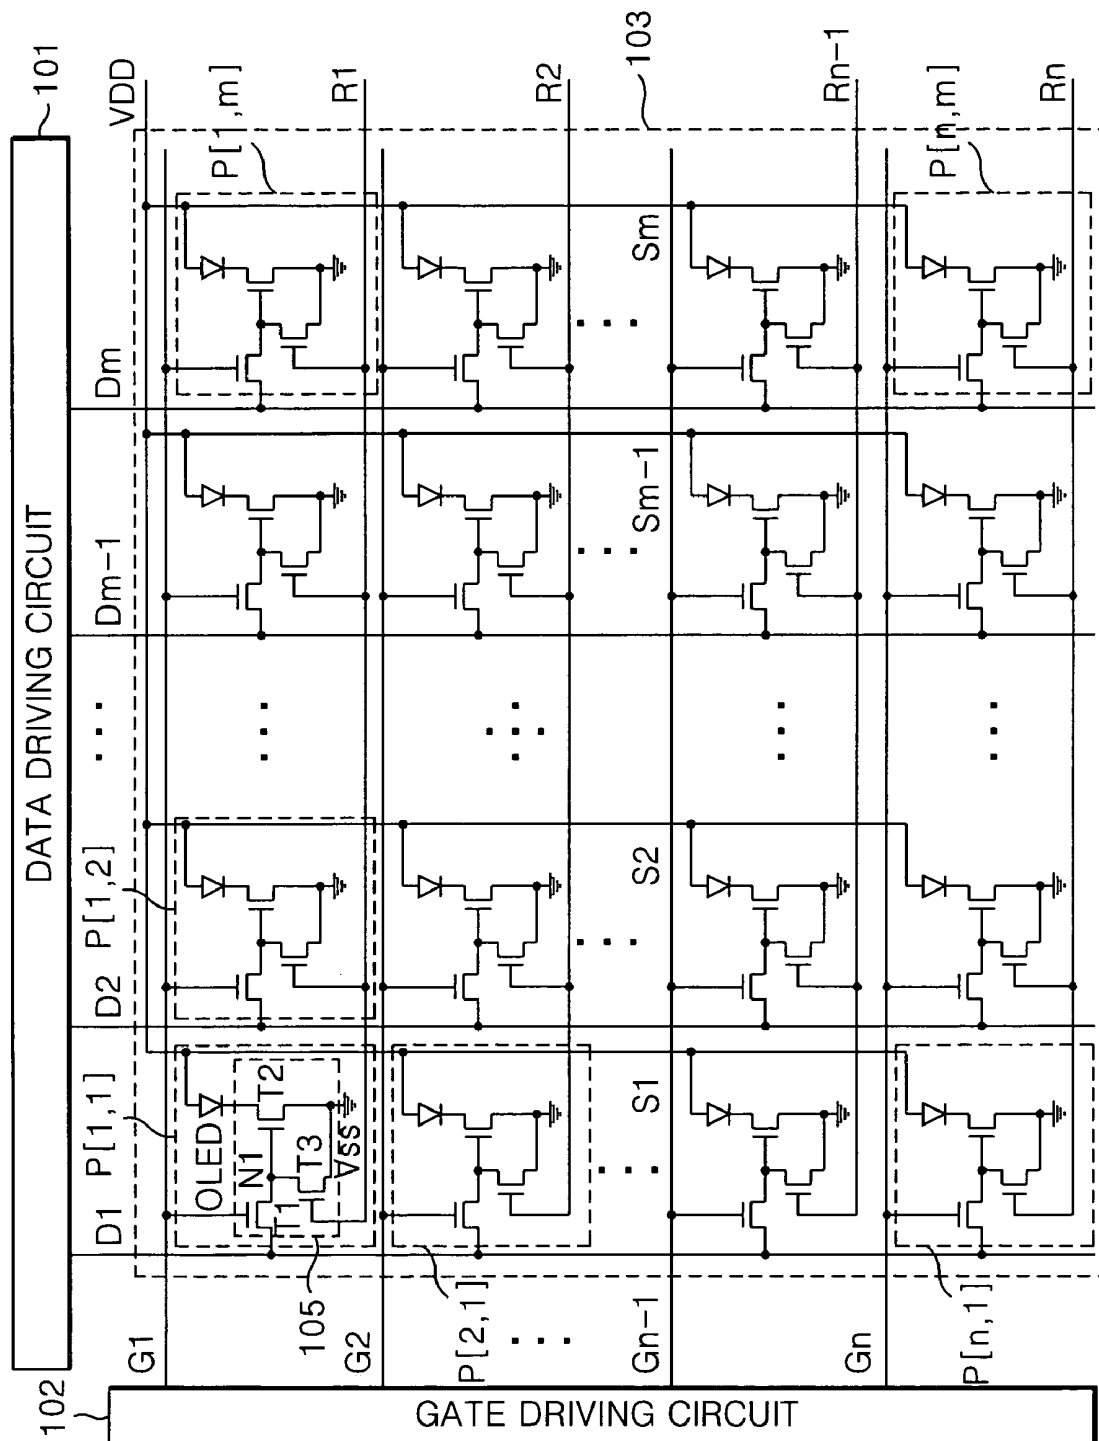 DATA DRIVING CIRCUIT
101
102
GATE DRIVING CIRCUIT
103
VDD
D1
P[1,1]
D2
P[1,2]
Dm-1
Dm
P[1,m]
G1
R1
OLED
N1
T1
T2
T3
VSS
105
G2
R2
P[2,1]
S1
S2
Sm-1
Sm
Gn-1
Rn-1
Gn
Rn
P[n,1]
P[n,m]